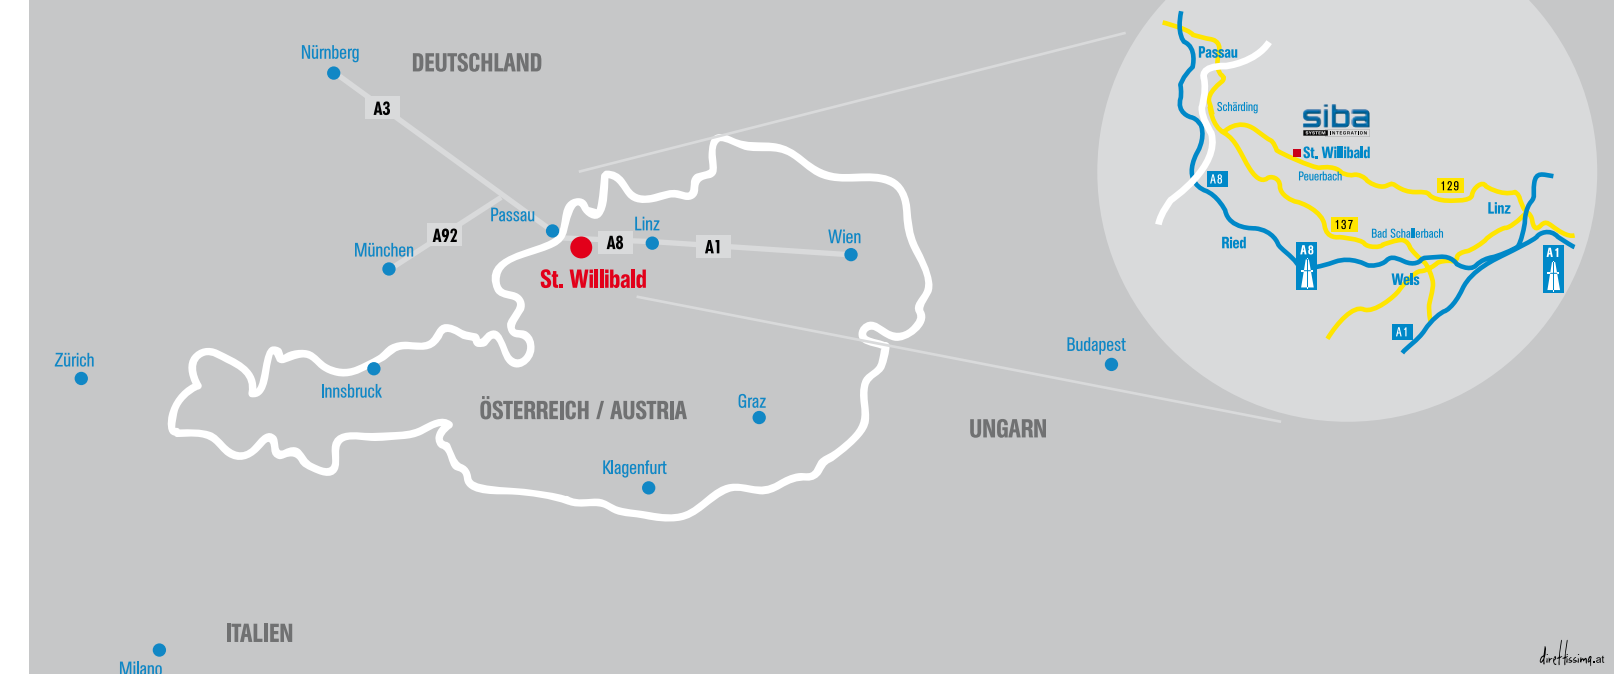 Nürnberg
DEUTSCHLAND
A3
Passau
A92
München
A8
Linz
A1
Wien
St. Willibald
Zürich
Innsbruck
ÖSTERREICH / AUSTRIA
Graz
Klagenfurt
Budapest
UNGARN
ITALIEN
Milano
Passau
Schärding
siba
SYSTEM INTEGRATION
St. Willibald
Peuerbach
A8
129
137
Linz
Bad Schallerbach
Ried
A8
A1
Wels
A1
direttissima.at